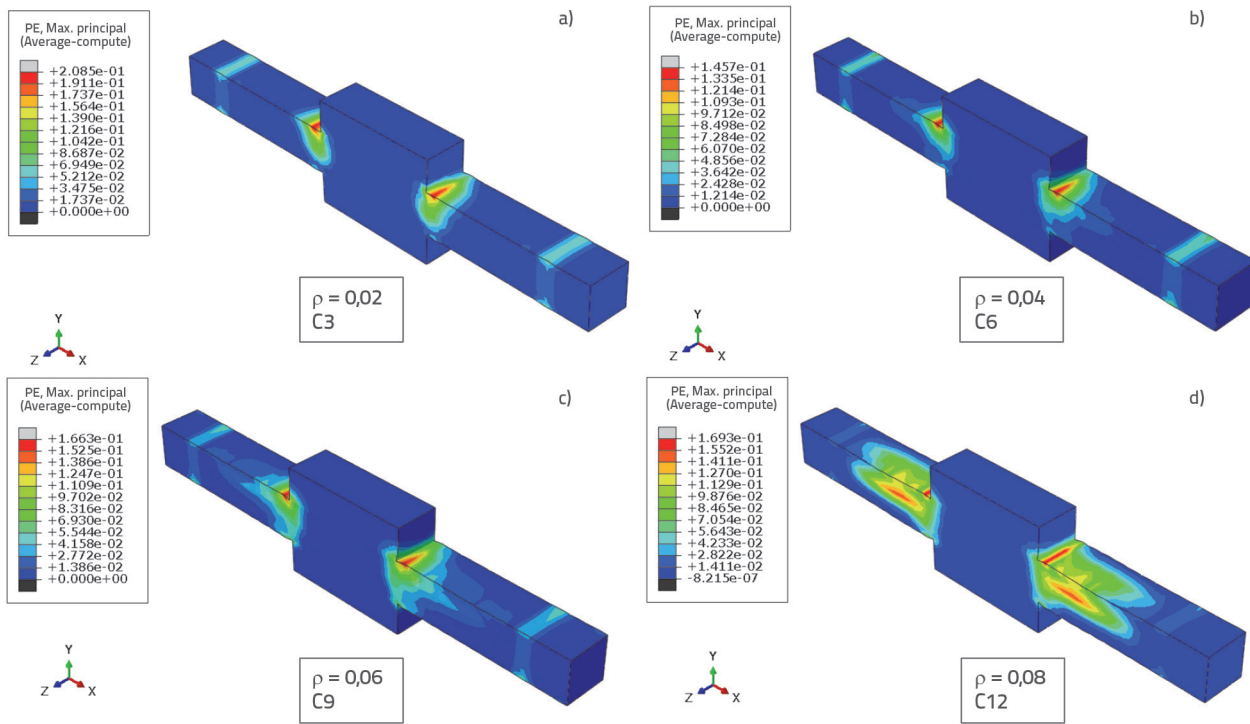 a)
PE, Max. principal
(Average-compute)
+2.085e-01
+1.911e-01
+1.737e-01
+1.564e-01
+1.390e-01
+1.216e-01
+1.042e-01
+8.687e-02
+6.949e-02
+5.212e-02
+3.475e-02
+1.737e-02
+0.000e+00
ρ = 0,02
C3
Y
Z
X
b)
PE, Max. principal
(Average-compute)
+1.457e-01
+1.335e-01
+1.214e-01
+1.093e-01
+9.712e-02
+8.498e-02
+7.284e-02
+6.070e-02
+4.856e-02
+3.642e-02
+2.428e-02
+1.214e-02
+0.000e+00
ρ = 0,04
C6
Y
Z
X
c)
PE, Max. principal
(Average-compute)
+1.663e-01
+1.525e-01
+1.386e-01
+1.247e-01
+1.109e-01
+9.702e-02
+8.316e-02
+6.930e-02
+5.544e-02
+4.158e-02
+2.772e-02
+1.386e-02
+0.000e+00
ρ = 0,06
C9
Y
Z
X
d)
PE, Max. principal
(Average-compute)
+1.693e-01
+1.552e-01
+1.411e-01
+1.270e-01
+1.129e-01
+9.876e-02
+8.465e-02
+7.054e-02
+5.643e-02
+4.233e-02
+2.822e-02
+1.411e-02
-8.215e-07
ρ = 0,08
C12
Y
Z
X